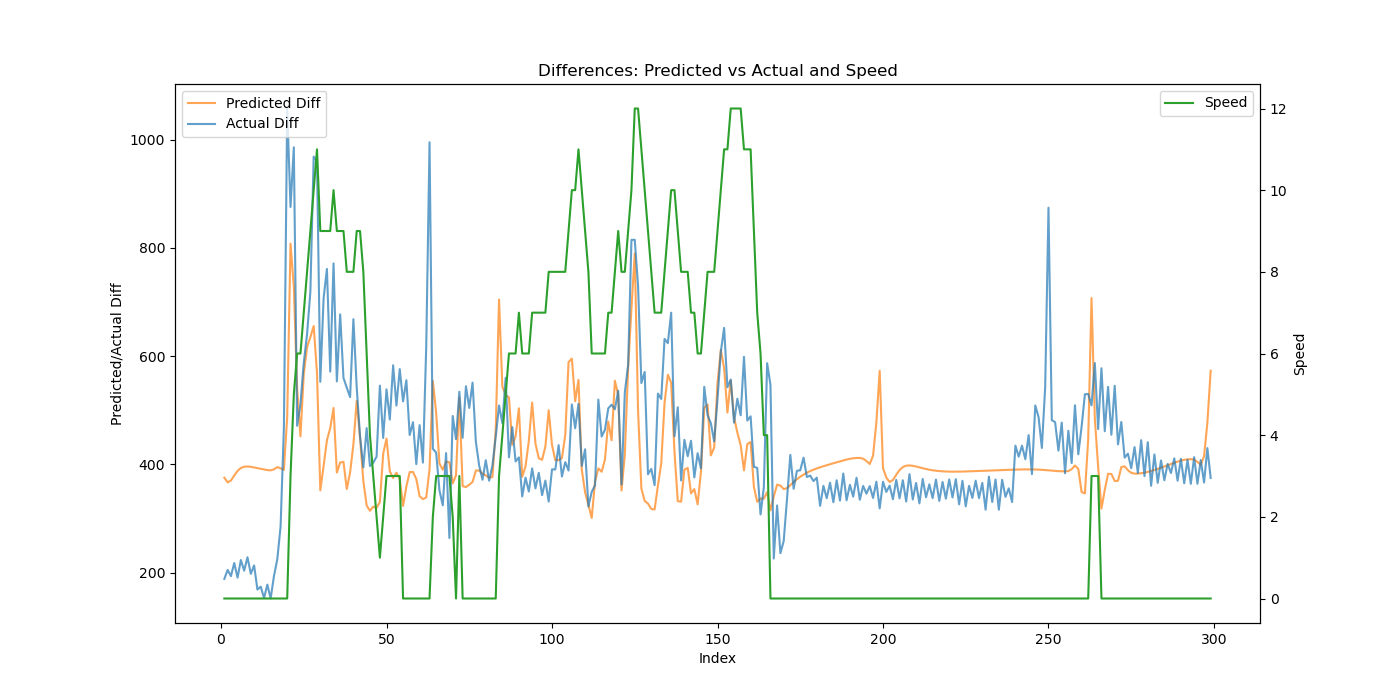 Differences: Predicted vs Actual and Speed
Predicted Diff
Actual Diff
Speed
1000
800
600
400
200
Predicted/Actual Diff
12
10
8
6
4
2
0
Speed
0 50 100 150 200 250 300
Index